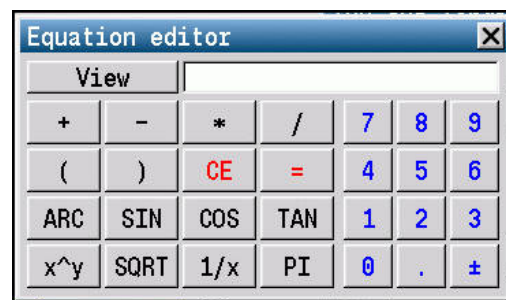 Equation editor X
View
+ - * / 7 8 9
( ) CE = 4 5 6
ARC SIN COS TAN 1 2 3
x^y SQRT 1/x PI 0 . ±